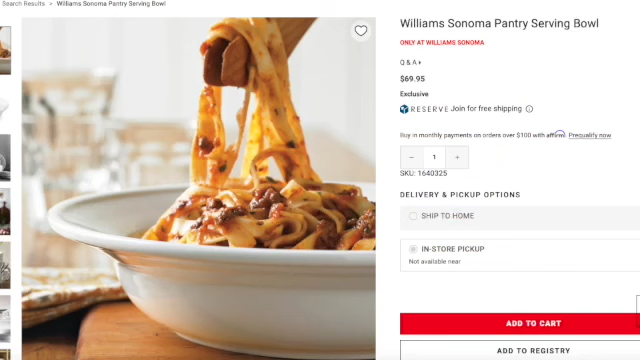 Search Results > Williams Sonoma Pantry Serving Bowl
Williams Sonoma Pantry Serving Bowl
ONLY AT WILLIAMS SONOMA
Q & A
$69.95
Exclusive
RESERVE Join for free shipping
Buy in monthly payments on orders over $100 with affirm. Prequalify now
− 1 +
SKU: 1640325
DELIVERY & PICKUP OPTIONS
SHIP TO HOME
IN-STORE PICKUP
Not available near
ADD TO CART
ADD TO REGISTRY